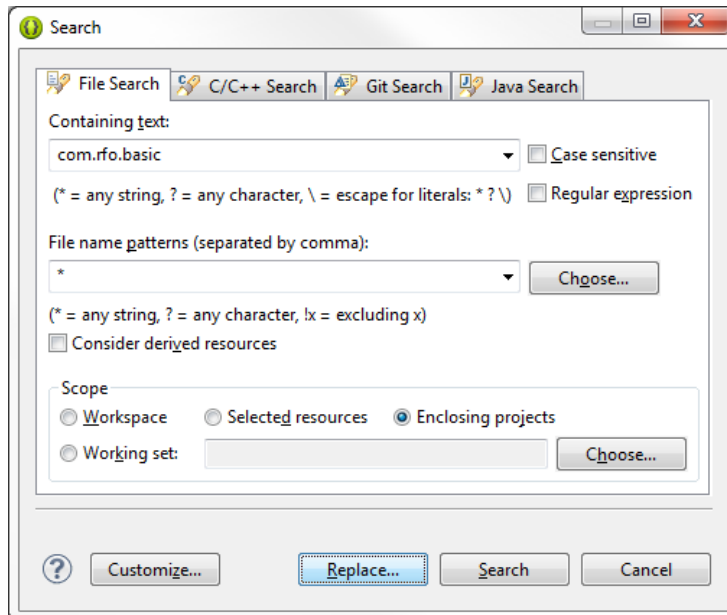 Search
File Search C/C++ Search Git Search Java Search
Containing text:
com.rfo.basic Case sensitive
(* = any string, ? = any character, \ = escape for literals: * ? \) Regular expression
File name patterns (separated by comma):
* Choose...
(* = any string, ? = any character, !x = excluding x)
Consider derived resources
Scope
Workspace Selected resources Enclosing projects
Working set: Choose...
? Customize... Replace... Search Cancel